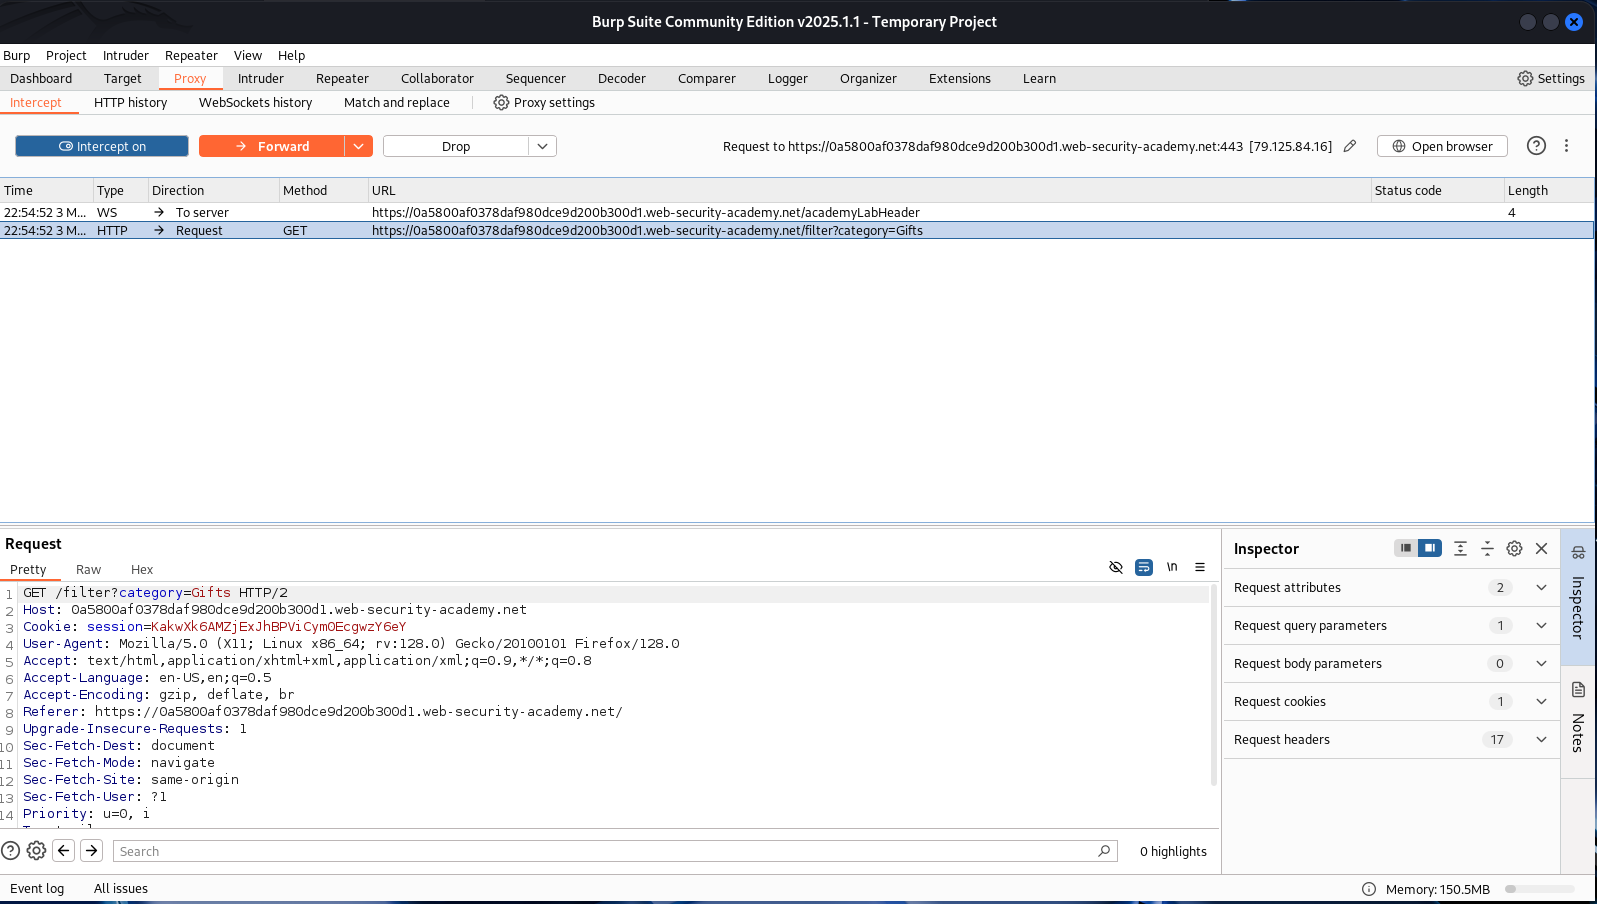 Burp Suite Community Edition v2025.1.1 - Temporary Project
Burp Project Intruder Repeater View Help
Dashboard Target Proxy Intruder Repeater Collaborator Sequencer Decoder Comparer Logger Organizer Extensions Learn Settings
Intercept HTTP history WebSockets history Match and replace Proxy settings
Intercept on Forward Drop Request to https://0a5800af0378daf980dce9d200b300d1.web-security-academy.net:443 [79.125.84.16] Open browser
Time Type Direction Method URL Status code Length
22:54:52 3 M... WS To server https://0a5800af0378daf980dce9d200b300d1.web-security-academy.net/academyLabHeader 4
22:54:52 3 M... HTTP Request GET https://0a5800af0378daf980dce9d200b300d1.web-security-academy.net/filter?category=Gifts
Request
Pretty Raw Hex \n
1 GET /filter?category=Gifts HTTP/2
2 Host: 0a5800af0378daf980dce9d200b300d1.web-security-academy.net
3 Cookie: session=KakwXk6AMZjExJhBPViCymOEcgwzY6eY
4 User-Agent: Mozilla/5.0 (X11; Linux x86_64; rv:128.0) Gecko/20100101 Firefox/128.0
5 Accept: text/html,application/xhtml+xml,application/xml;q=0.9,*/*;q=0.8
6 Accept-Language: en-US,en;q=0.5
7 Accept-Encoding: gzip, deflate, br
8 Referer: https://0a5800af0378daf980dce9d200b300d1.web-security-academy.net/
9 Upgrade-Insecure-Requests: 1
10 Sec-Fetch-Dest: document
11 Sec-Fetch-Mode: navigate
12 Sec-Fetch-Site: same-origin
13 Sec-Fetch-User: ?1
14 Priority: u=0, i
Search 0 highlights
Inspector
Request attributes 2
Request query parameters 1
Request body parameters 0
Request cookies 1
Request headers 17
Inspector
Notes
Event log All issues Memory: 150.5MB